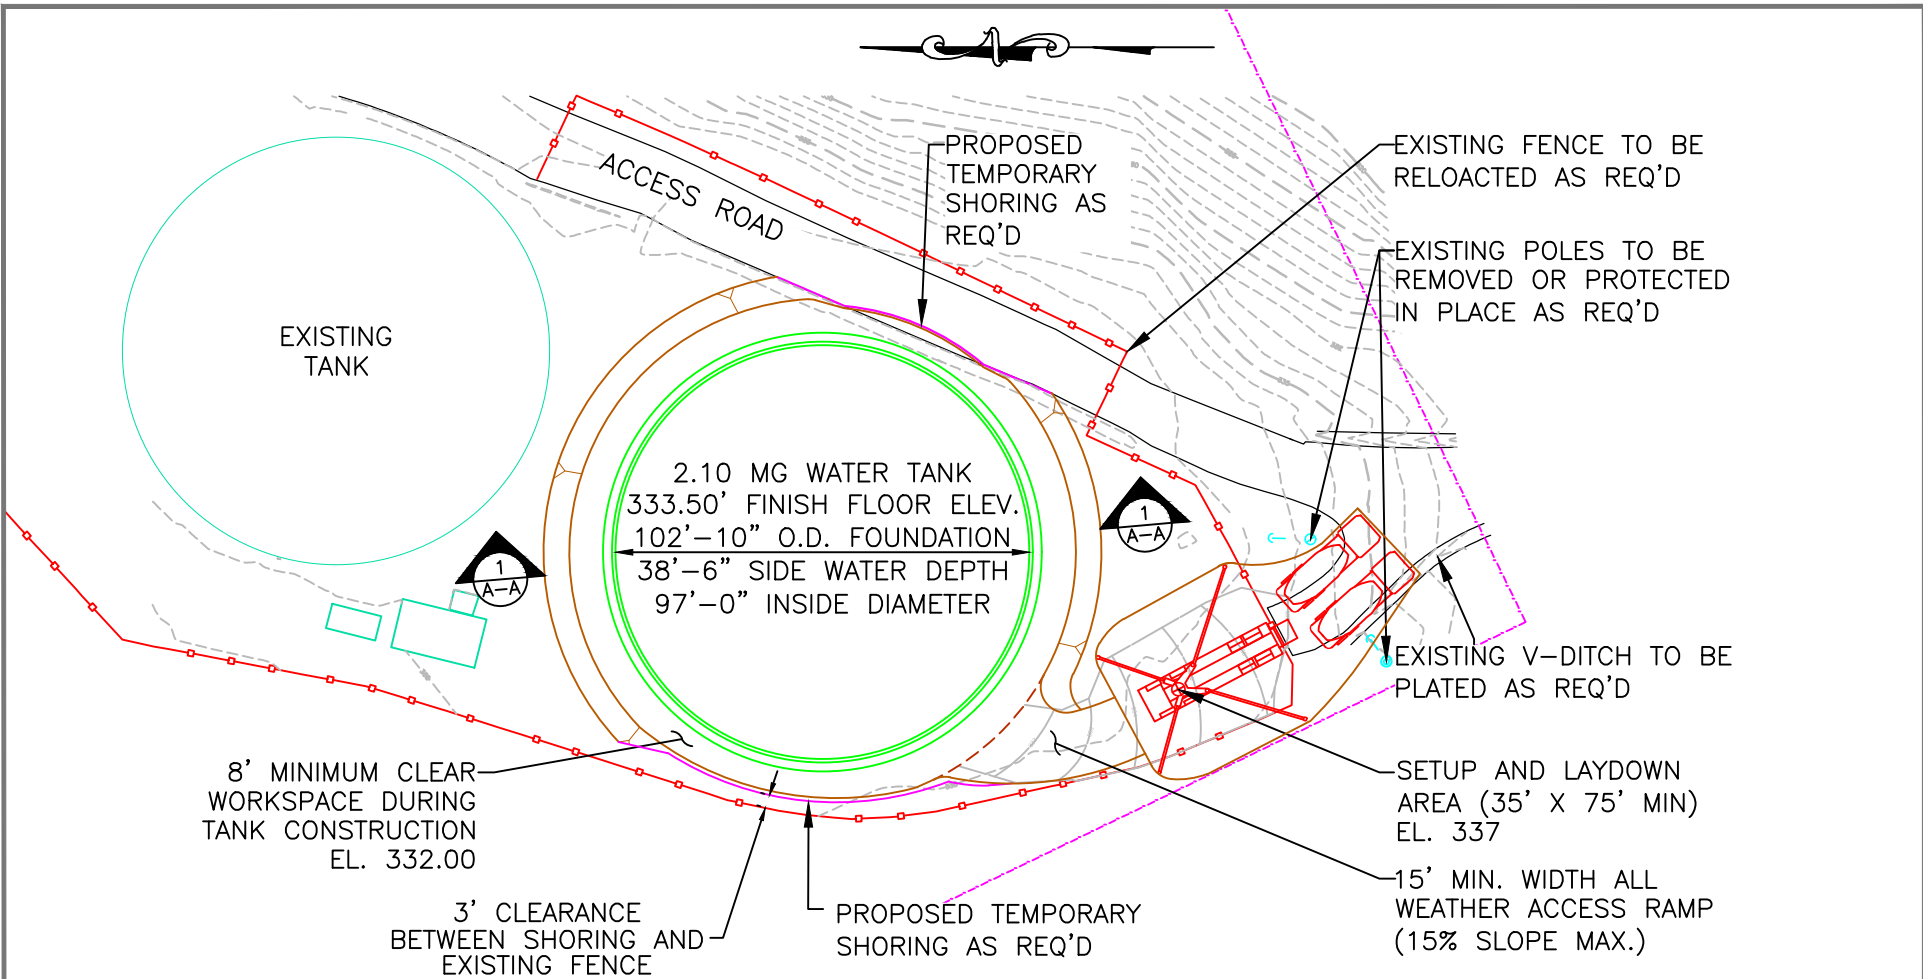 N
PROPOSED
TEMPORARY
SHORING AS
REQ'D
EXISTING FENCE TO BE
RELOACTED AS REQ'D
ACCESS ROAD
EXISTING POLES TO BE
REMOVED OR PROTECTED
IN PLACE AS REQ'D
EXISTING
TANK
2.10 MG WATER TANK
333.50' FINISH FLOOR ELEV.
102'-10" O.D. FOUNDATION
38'-6" SIDE WATER DEPTH
97'-0" INSIDE DIAMETER
1
A-A
1
A-A
EXISTING V-DITCH TO BE
PLATED AS REQ'D
8' MINIMUM CLEAR
WORKSPACE DURING
TANK CONSTRUCTION
EL. 332.00
SETUP AND LAYDOWN
AREA (35' X 75' MIN)
EL. 337
15' MIN. WIDTH ALL
WEATHER ACCESS RAMP
(15% SLOPE MAX.)
3' CLEARANCE
BETWEEN SHORING AND
EXISTING FENCE
PROPOSED TEMPORARY
SHORING AS REQ'D